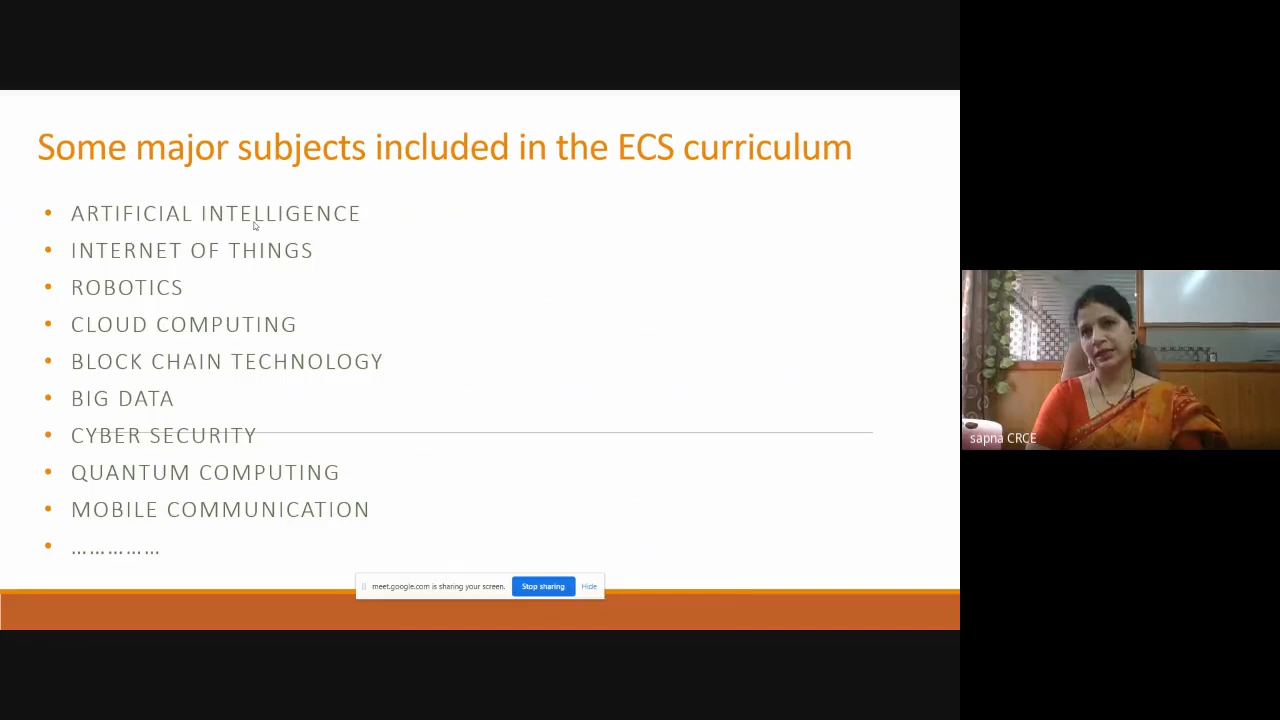 Some major subjects included in the ECS curriculum
• ARTIFICIAL INTELLIGENCE
• INTERNET OF THINGS
• ROBOTICS
• CLOUD COMPUTING
• BLOCK CHAIN TECHNOLOGY
• BIG DATA
• CYBER SECURITY
• QUANTUM COMPUTING
• MOBILE COMMUNICATION
• ……………
meet.google.com is sharing your screen. Stop sharing Hide
sapna CRCE